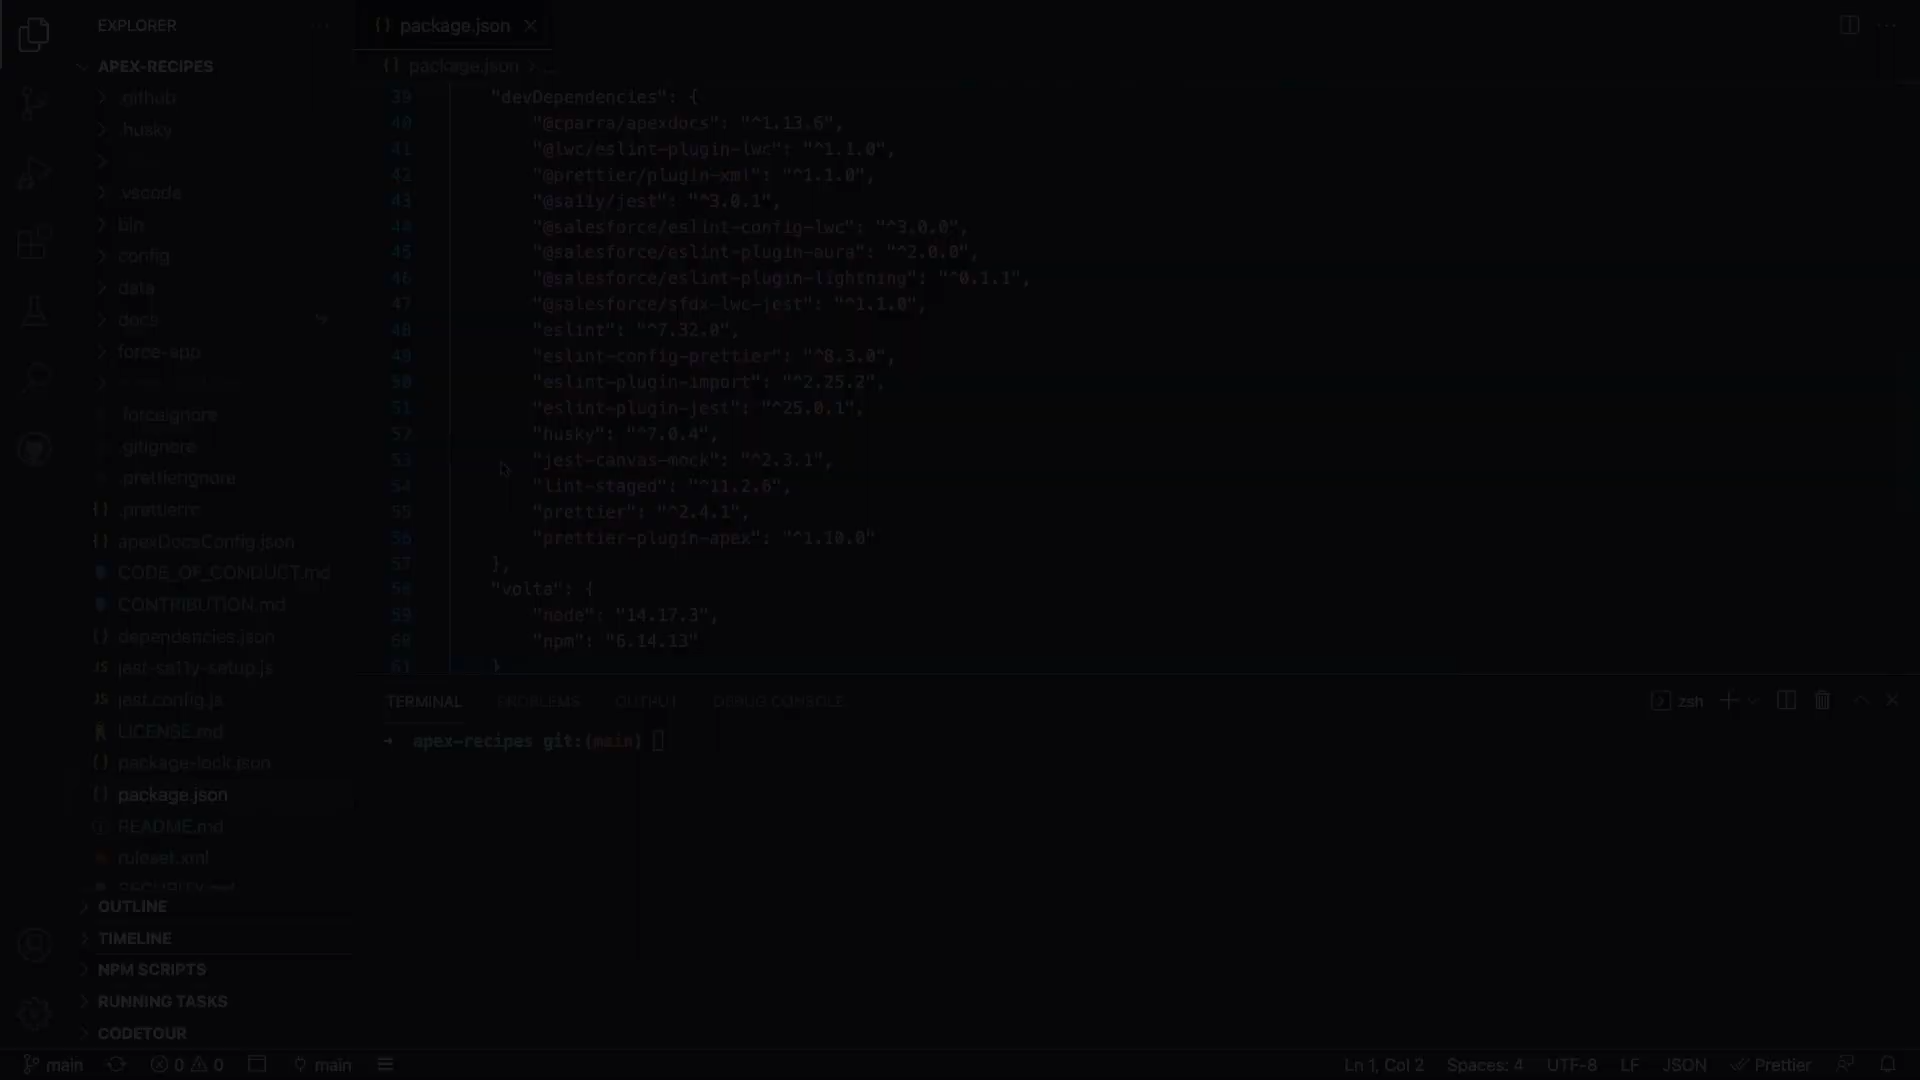 EXPLORER
APEX-RECIPES
.github
.husky
.vscode
bin
config
data
docs
force-app
.forceignore
.gitignore
.prettierignore
.prettierrc
apexDocsConfig.json
CODE_OF_CONDUCT.md
CONTRIBUTION.md
dependencies.json
jest-sa11y-setup.js
jest.config.js
LICENSE.md
package-lock.json
package.json
README.md
ruleset.xml
SECURITY.md
OUTLINE
TIMELINE
NPM SCRIPTS
RUNNING TASKS
CODETOUR
package.json
package.json > ...
39 "devDependencies": {
40 "@cparra/apexdocs": "^1.13.6",
41 "@lwc/eslint-plugin-lwc": "^1.1.0",
42 "@prettier/plugin-xml": "^1.1.0",
43 "@sa11y/jest": "^3.0.1",
44 "@salesforce/eslint-config-lwc": "^3.0.0",
45 "@salesforce/eslint-plugin-aura": "^2.0.0",
46 "@salesforce/eslint-plugin-lightning": "^0.1.1",
47 "@salesforce/sfdx-lwc-jest": "^1.1.0",
48 "eslint": "^7.32.0",
49 "eslint-config-prettier": "^8.3.0",
50 "eslint-plugin-import": "^2.25.2",
51 "eslint-plugin-jest": "^25.0.1",
52 "husky": "^7.0.4",
53 "jest-canvas-mock": "^2.3.1",
54 "lint-staged": "^11.2.6",
55 "prettier": "^2.4.1",
56 "prettier-plugin-apex": "^1.10.0"
57 },
58 "volta": {
59 "node": "14.17.3",
60 "npm": "6.14.13"
61 }
TERMINAL PROBLEMS OUTPUT DEBUG CONSOLE
zsh
→ apex-recipes git:(main)
main 0 0 main
Ln 1, Col 2 Spaces: 4 UTF-8 LF JSON Prettier